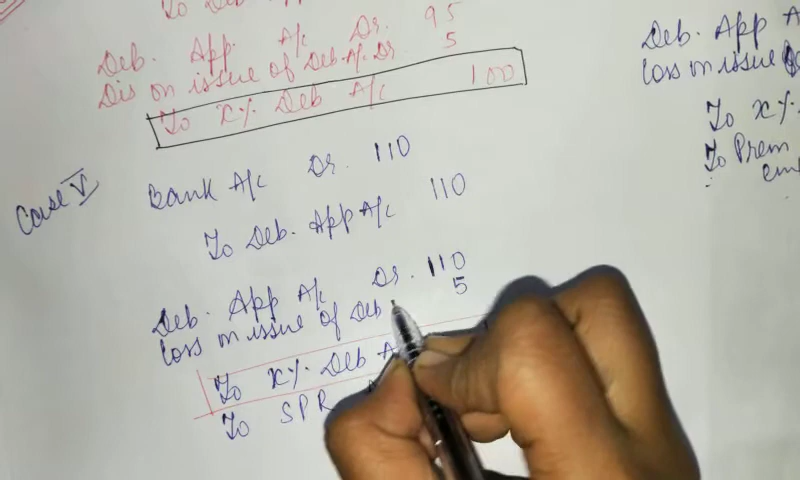 To Deb
Deb. App. A/c Dr. 95
Dis on issue of Deb. A/c Dr. 5
To X% Deb A/c 100
Case V
Bank A/c Dr. 110
To Deb. App A/c 110
Deb. App A/c Dr. 110
Loss on issue of Deb 5
To X% Deb A
To SPR
Deb. App A
Loss on issue
To X%
To Prem